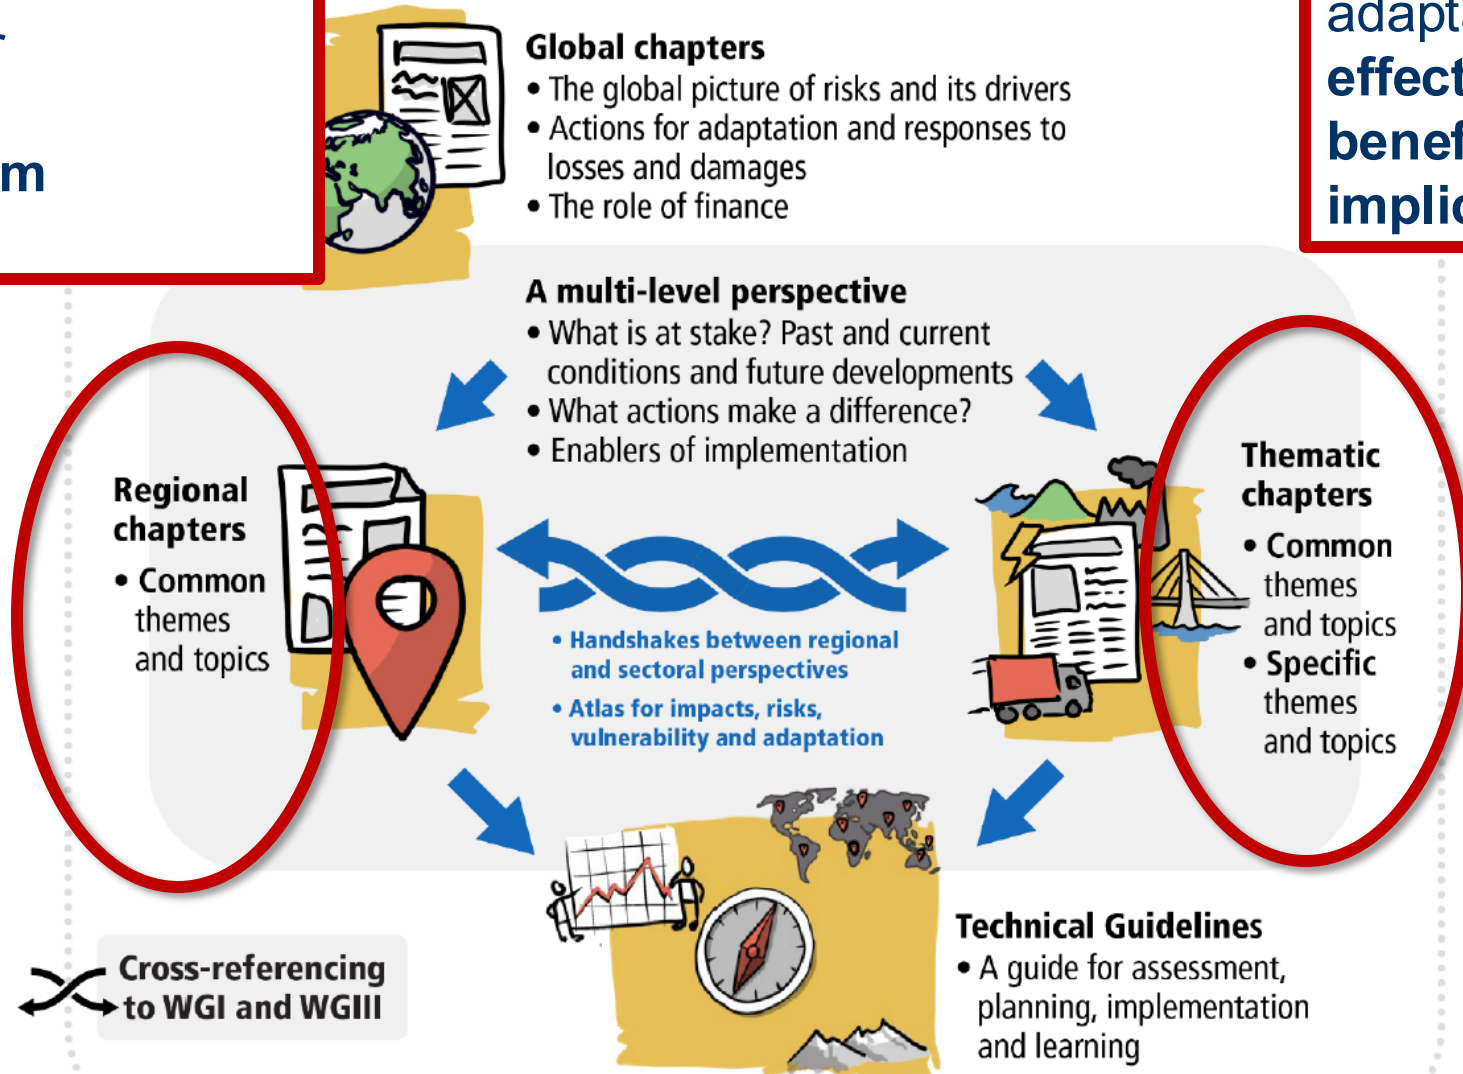 m
effect
benef
implic
Global chapters
• The global picture of risks and its drivers
• Actions for adaptation and responses to
losses and damages
• The role of finance
A multi-level perspective
• What is at stake? Past and current
conditions and future developments
• What actions make a difference?
• Enablers of implementation
Regional
chapters
• Common
themes
and topics
• Handshakes between regional
and sectoral perspectives
• Atlas for impacts, risks,
vulnerability and adaptation
Thematic
chapters
• Common
themes
and topics
• Specific
themes
and topics
Cross-referencing
to WGI and WGIII
Technical Guidelines
• A guide for assessment,
planning, implementation
and learning